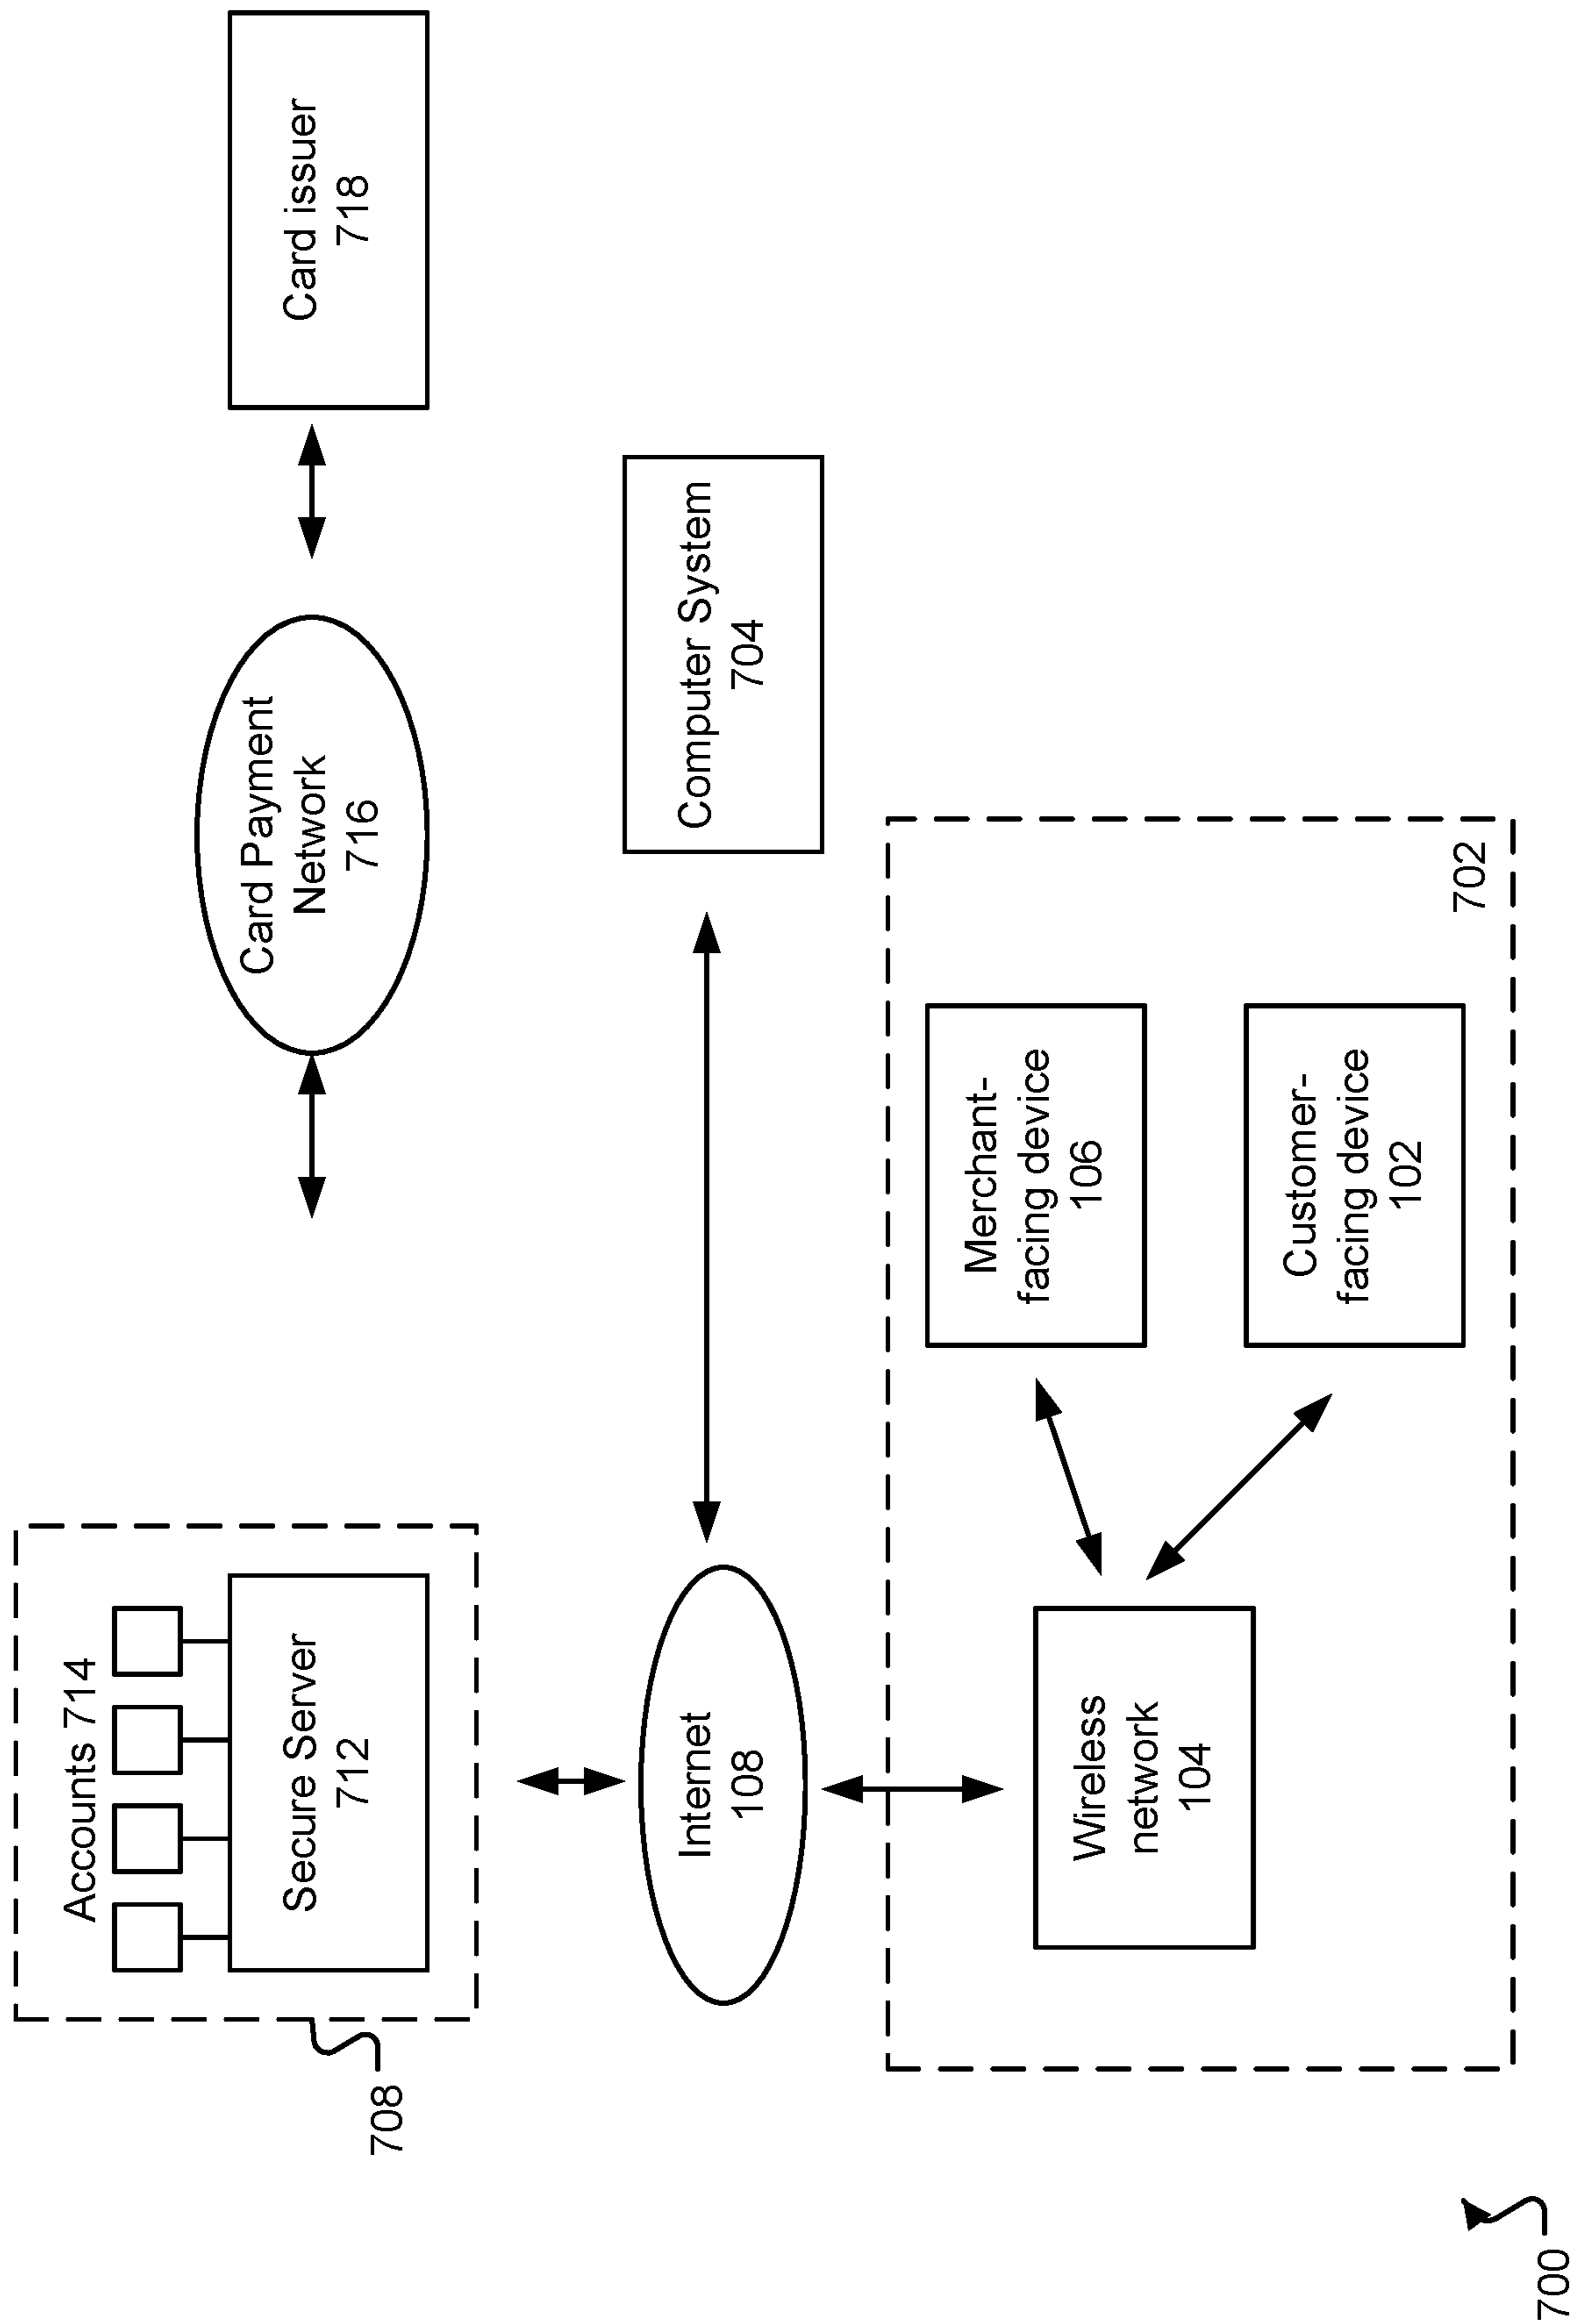 Accounts 714
Secure Server
712
708
Card Payment
Network
716
Card issuer
718
Internet
108
Computer System
704
Wireless
network
104
Merchant-
facing device
106
Customer-
facing device
102
702
700